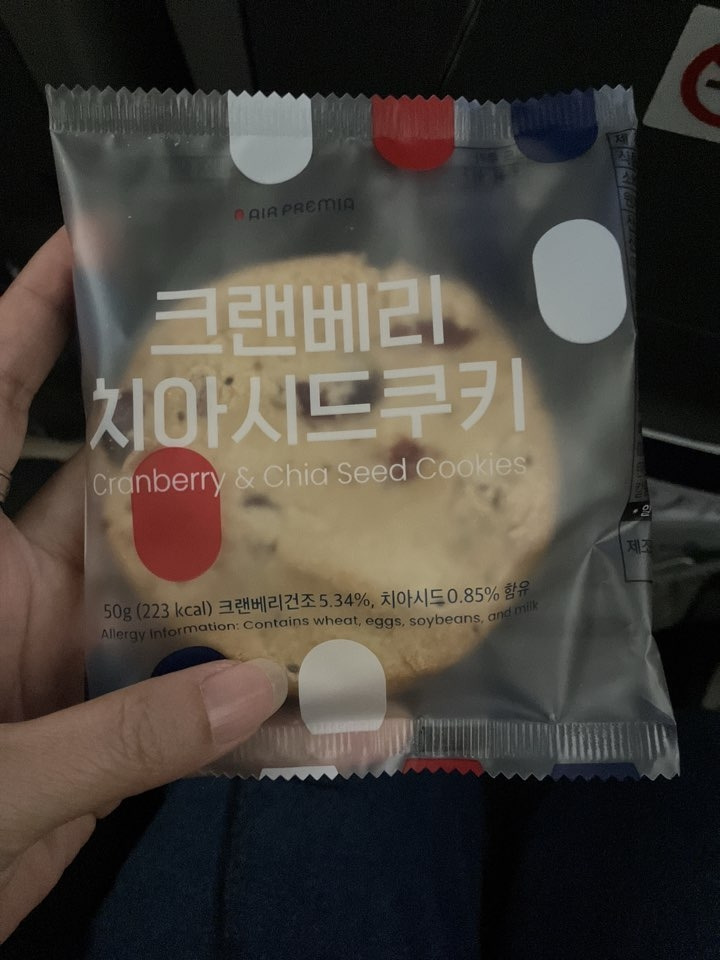 AIR PREMIA
크랜베리
치아시드쿠키
Cranberry & Chia Seed Cookies
50g (223 kcal) 크랜베리건조5.34%, 치아시드0.85% 함유
Allergy Information: Contains wheat, eggs, soybeans, and milk